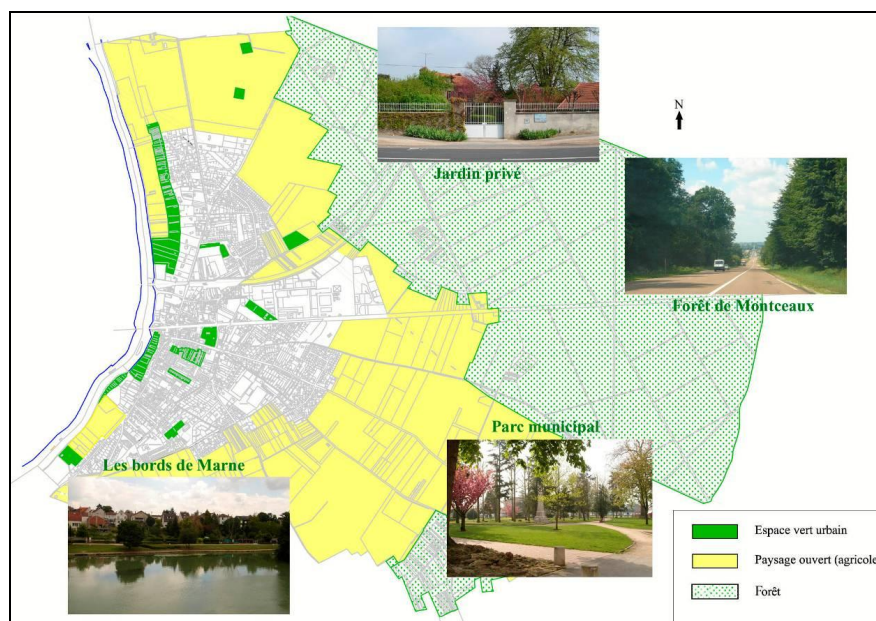 N
Jardin privé
Forêt de Montceaux
Parc municipal
Les bords de Marne
Espace vert urbain
Paysage ouvert (agricole
Forêt